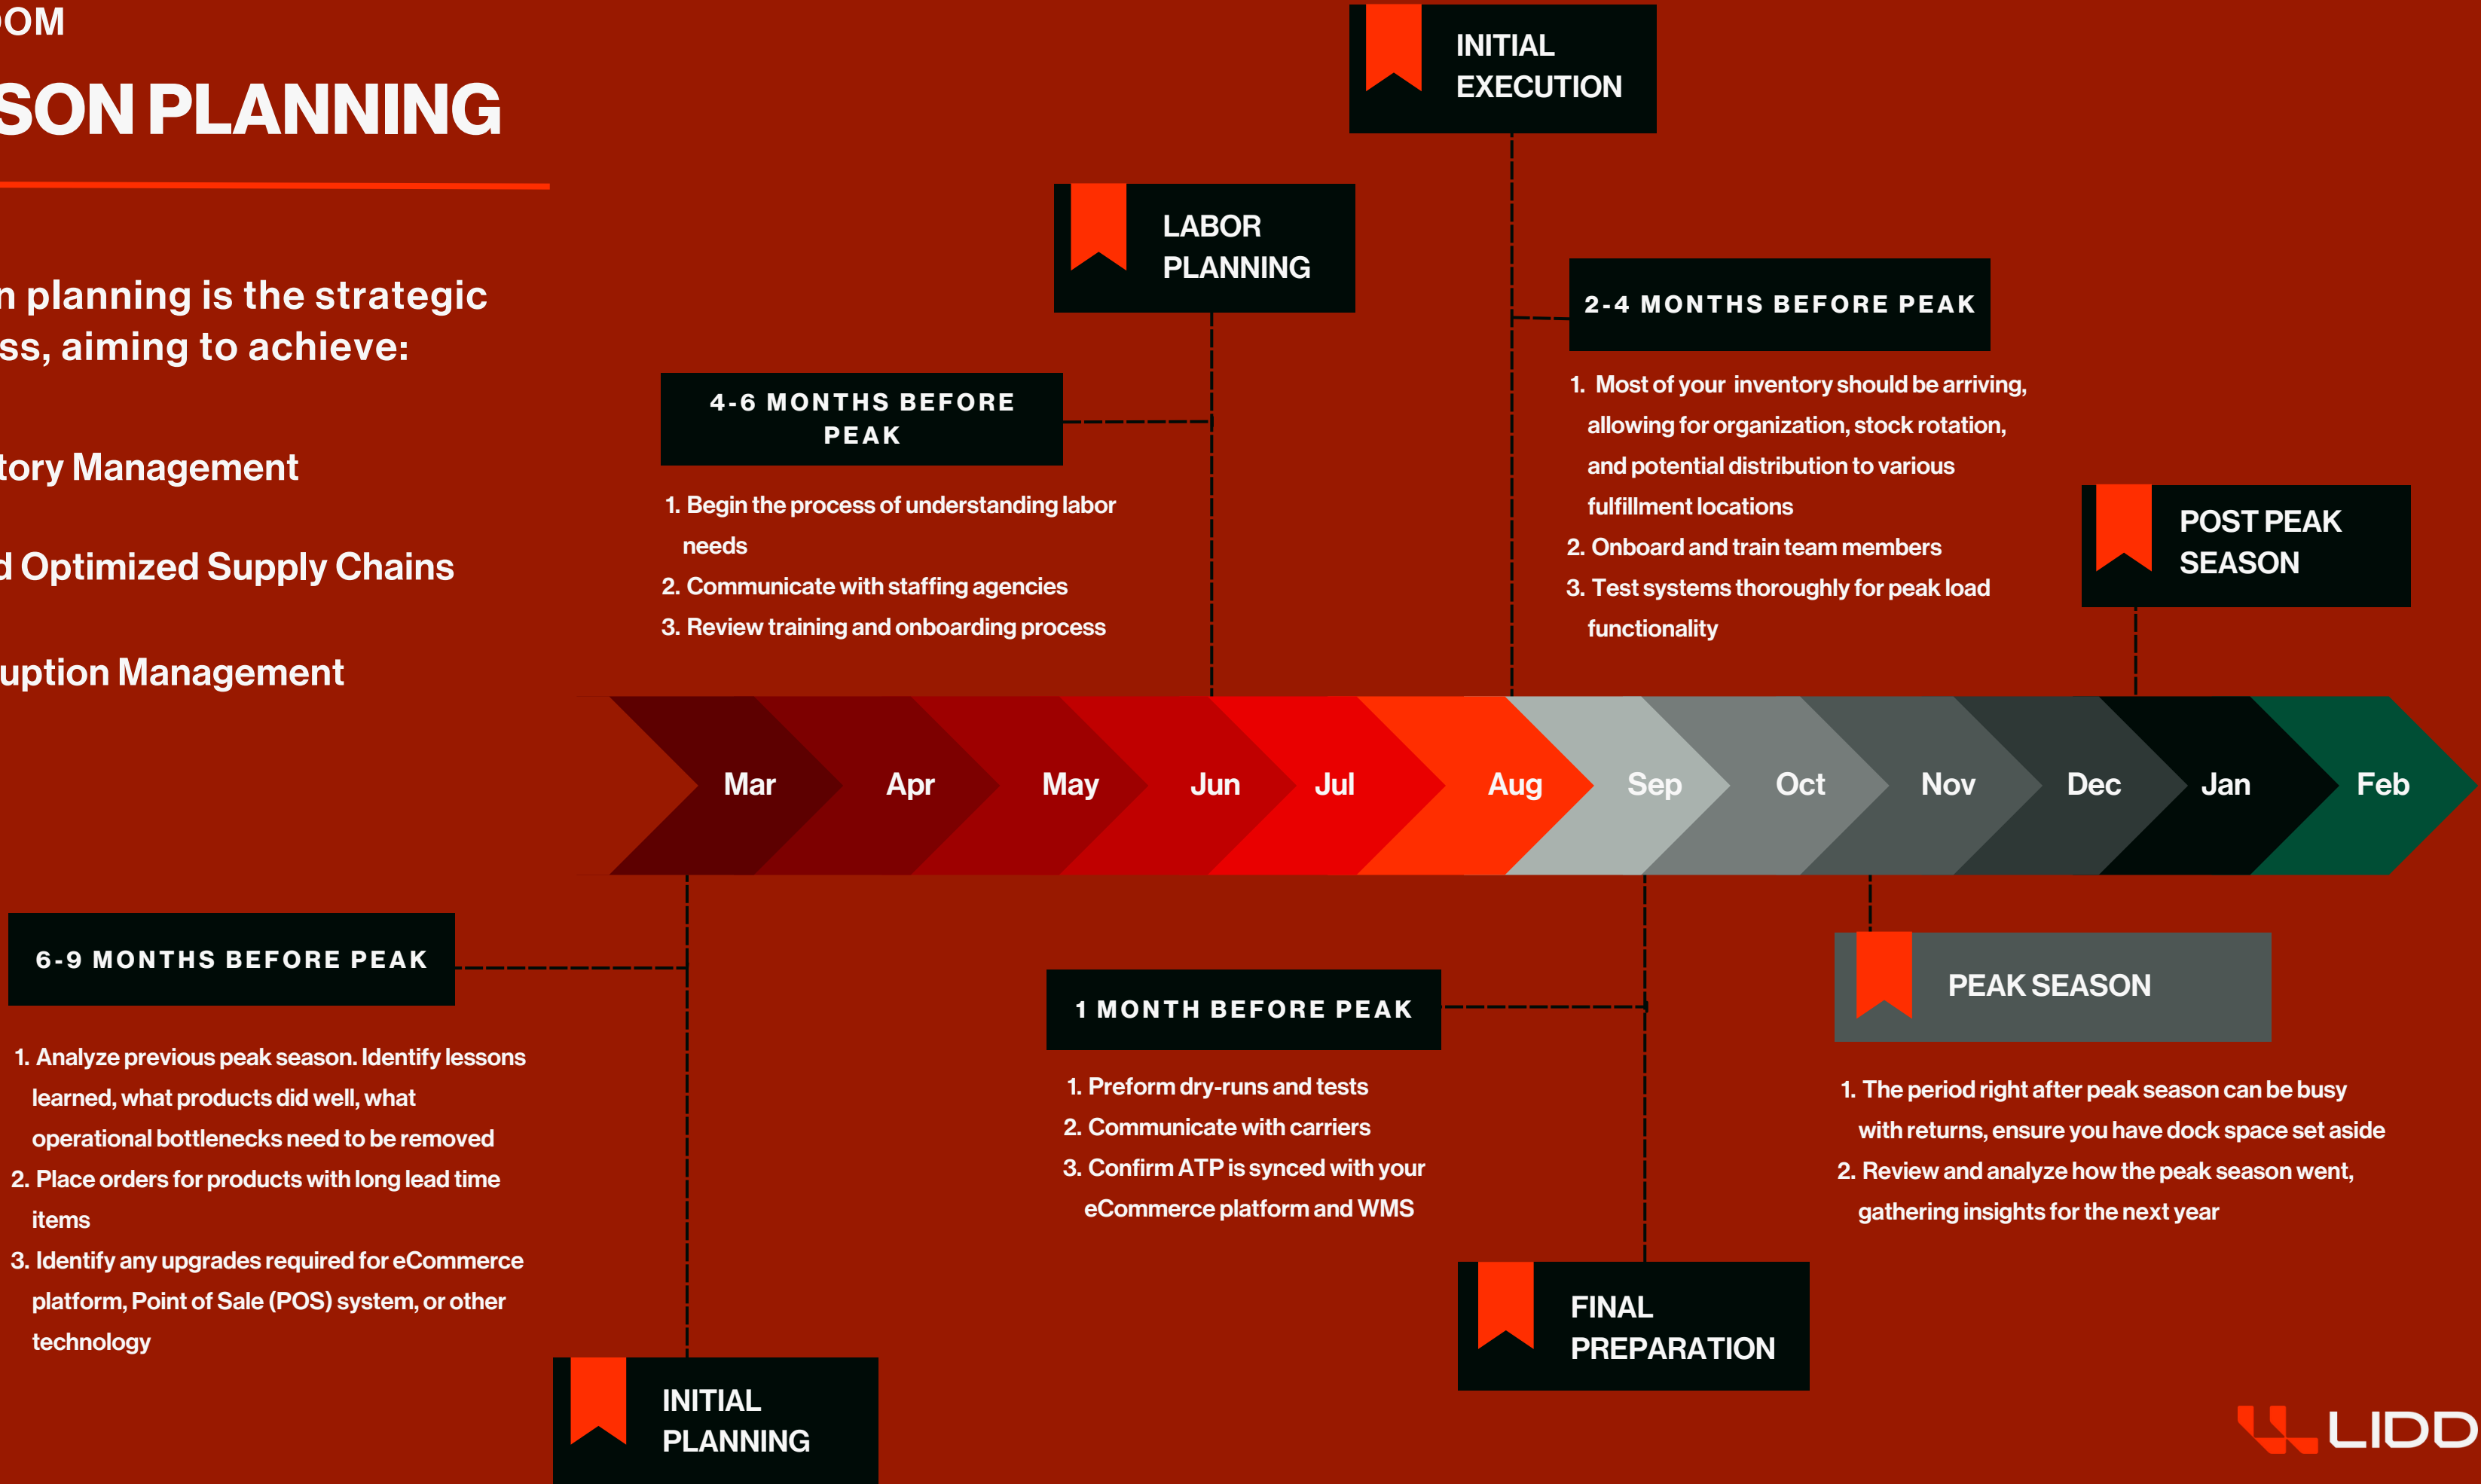 OOM
SON PLANNING
n planning is the strategic
ss, aiming to achieve:
tory Management
d Optimized Supply Chains
uption Management
INITIAL
EXECUTION
LABOR
PLANNING
2-4 MONTHS BEFORE PEAK
1. Most of your inventory should be arriving,
allowing for organization, stock rotation,
and potential distribution to various
fulfillment locations
2. Onboard and train team members
3. Test systems thoroughly for peak load
functionality
4-6 MONTHS BEFORE
PEAK
1. Begin the process of understanding labor
needs
2. Communicate with staffing agencies
3. Review training and onboarding process
POST PEAK
SEASON
Mar Apr May Jun Jul Aug Sep Oct Nov Dec Jan Feb
6-9 MONTHS BEFORE PEAK
1. Analyze previous peak season. Identify lessons
learned, what products did well, what
operational bottlenecks need to be removed
2. Place orders for products with long lead time
items
3. Identify any upgrades required for eCommerce
platform, Point of Sale (POS) system, or other
technology
INITIAL
PLANNING
1 MONTH BEFORE PEAK
1. Preform dry-runs and tests
2. Communicate with carriers
3. Confirm ATP is synced with your
eCommerce platform and WMS
FINAL
PREPARATION
PEAK SEASON
1. The period right after peak season can be busy
with returns, ensure you have dock space set aside
2. Review and analyze how the peak season went,
gathering insights for the next year
LIDD